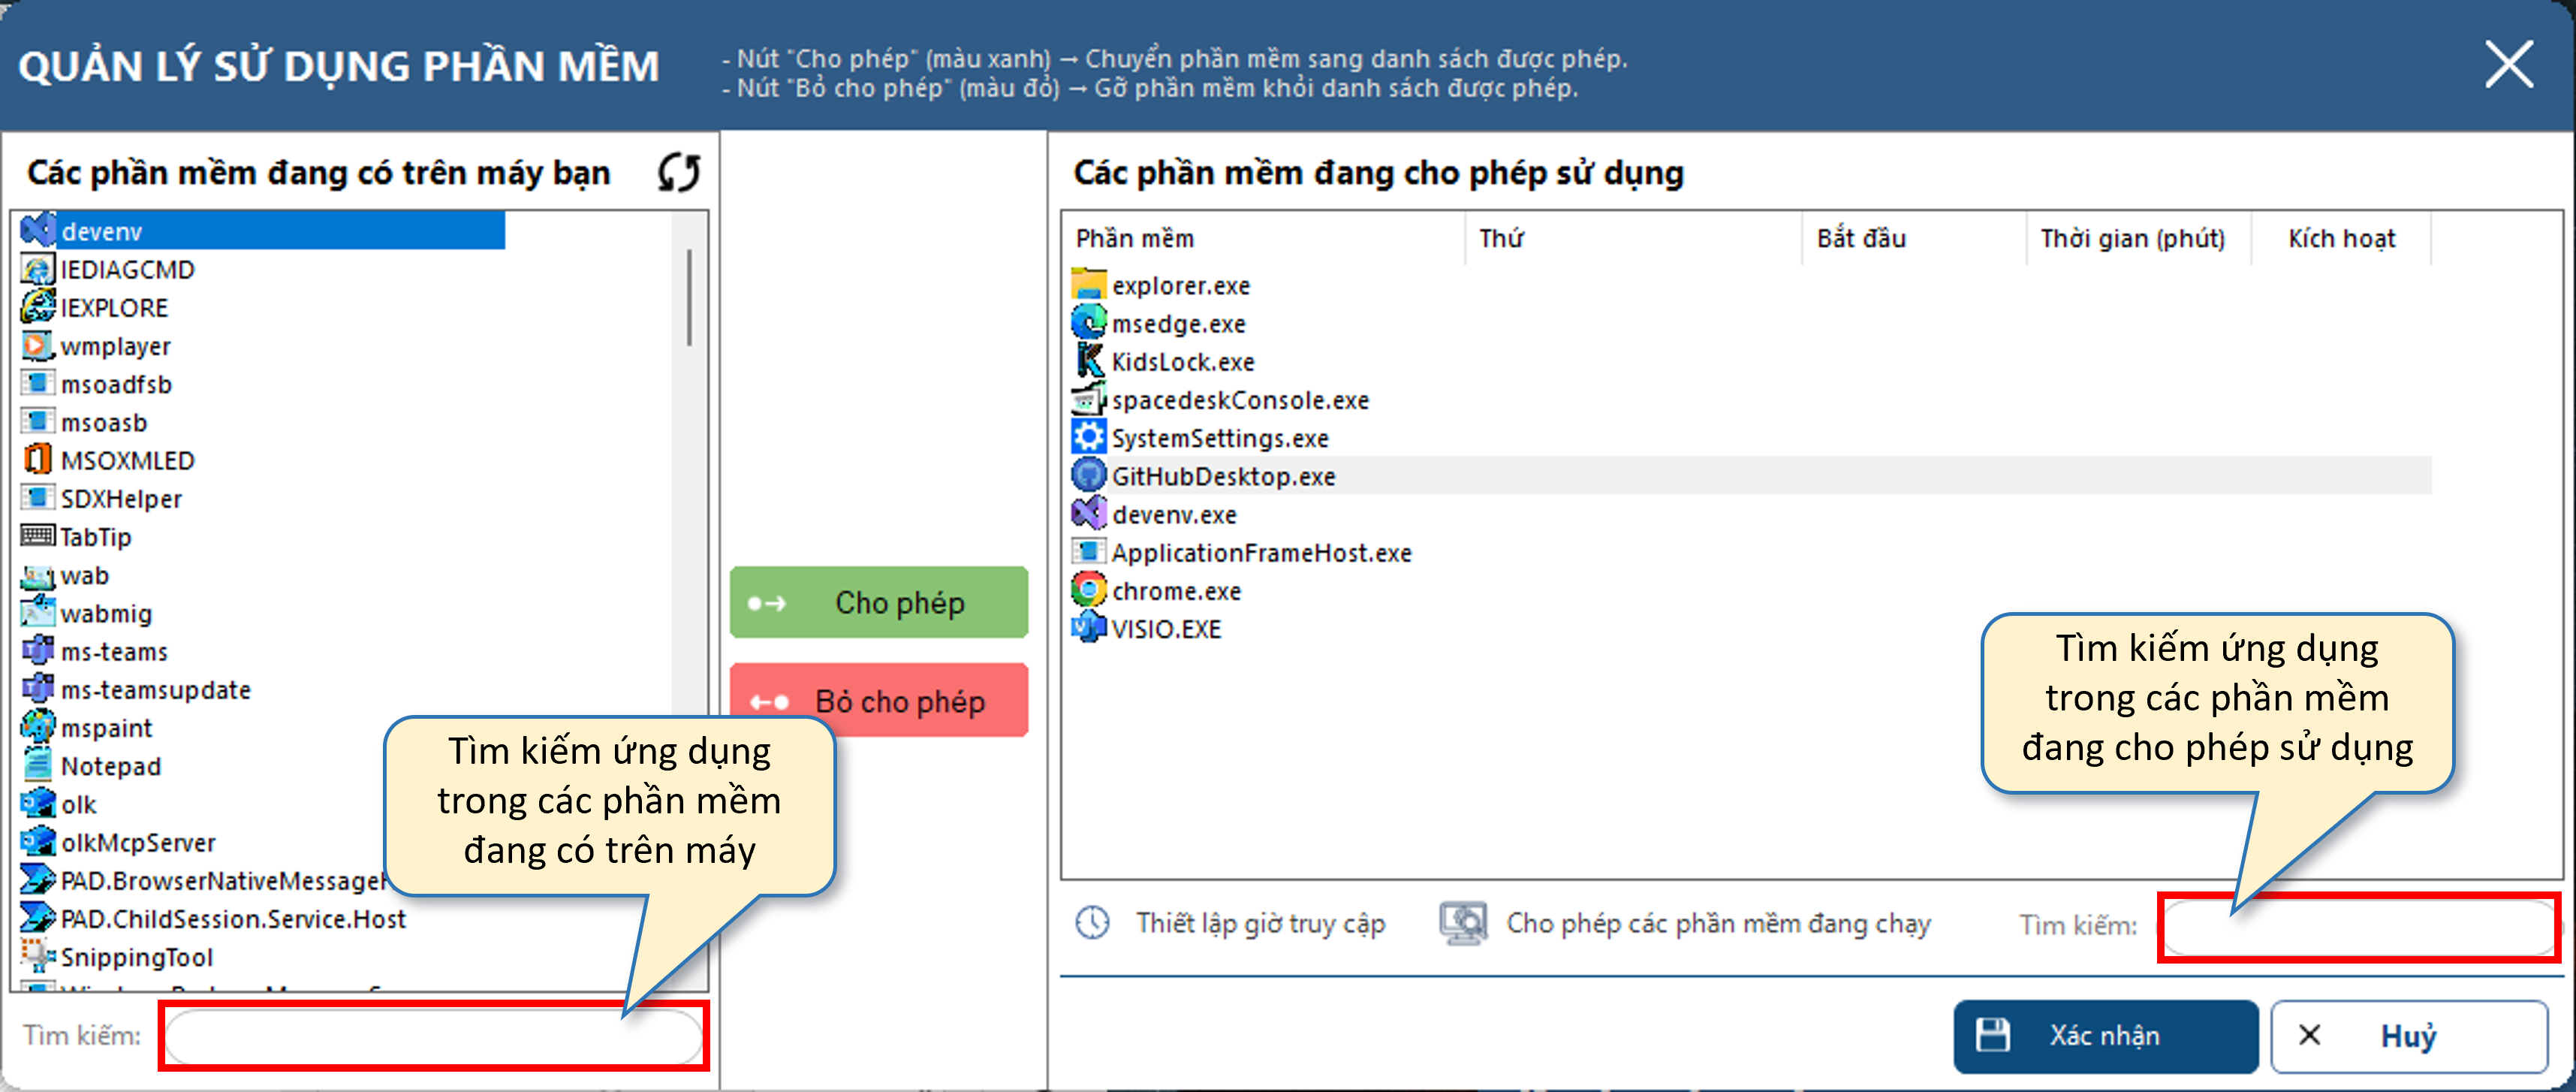 QUẢN LÝ SỬ DỤNG PHẦN MỀM
- Nút "Cho phép" (màu xanh) → Chuyển phần mềm sang danh sách được phép.
- Nút "Bỏ cho phép" (màu đỏ) → Gỡ phần mềm khỏi danh sách được phép.
Các phần mềm đang có trên máy bạn
devenv
IEDIAGCMD
IEXPLORE
wmplayer
msoadfsb
msoasb
MSOXMLED
SDXHelper
TabTip
wab
wabmig
ms-teams
ms-teamsupdate
mspaint
Notepad
olk
olkMcpServer
PAD.BrowserNativeMessage
PAD.ChildSession.Service.Host
SnippingTool
Tìm kiếm:
Tìm kiếm ứng dụng
trong các phần mềm
đang có trên máy
Cho phép
Bỏ cho phép
Các phần mềm đang cho phép sử dụng
Phần mềm Thứ Bắt đầu Thời gian (phút) Kích hoạt
explorer.exe
msedge.exe
KidsLock.exe
spacedeskConsole.exe
SystemSettings.exe
GitHubDesktop.exe
devenv.exe
ApplicationFrameHost.exe
chrome.exe
VISIO.EXE
Tìm kiếm ứng dụng
trong các phần mềm
đang cho phép sử dụng
Thiết lập giờ truy cập Cho phép các phần mềm đang chạy Tìm kiếm:
Xác nhận Huỷ